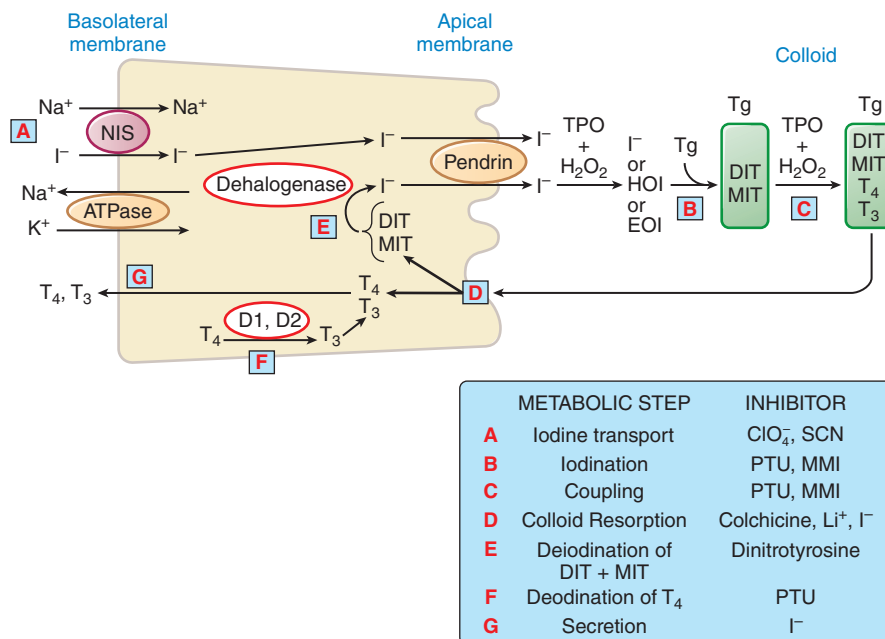 Basolateral
membrane
Apical
membrane
Colloid
A
Na⁺
Na⁺
NIS
I⁻
I⁻
I⁻
I⁻
Na⁺
ATPase
K⁺
Dehalogenase
I⁻
Pendrin
I⁻
E
DIT
MIT
TPO
+
H₂O₂
I⁻
or
HOI
or
EOI
Tg
B
Tg
DIT
MIT
TPO
+
H₂O₂
C
Tg
DIT
MIT
T₄
T₃
D
G
T₄, T₃
T₄
T₃
D1, D2
T₄
T₃
F
METABOLIC STEP INHIBITOR
A Iodine transport ClO₄⁻, SCN
B Iodination PTU, MMI
C Coupling PTU, MMI
D Colloid Resorption Colchicine, Li⁺, I⁻
E Deiodination of Dinitrotyrosine
DIT + MIT
F Deodination of T₄ PTU
G Secretion I⁻